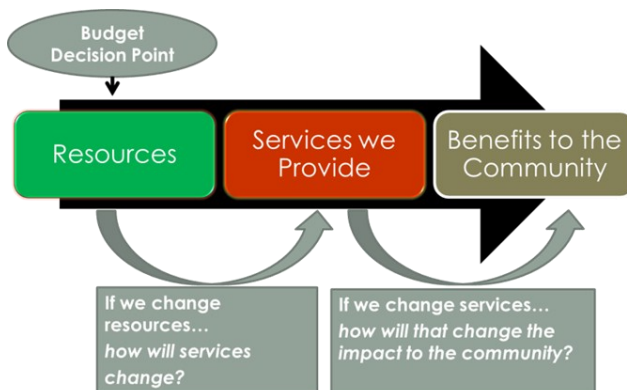 Budget
Decision Point
Resources
Services we
Provide
Benefits to the
Community
If we change
resources...
how will services
change?
If we change services...
how will that change the
impact to the community?